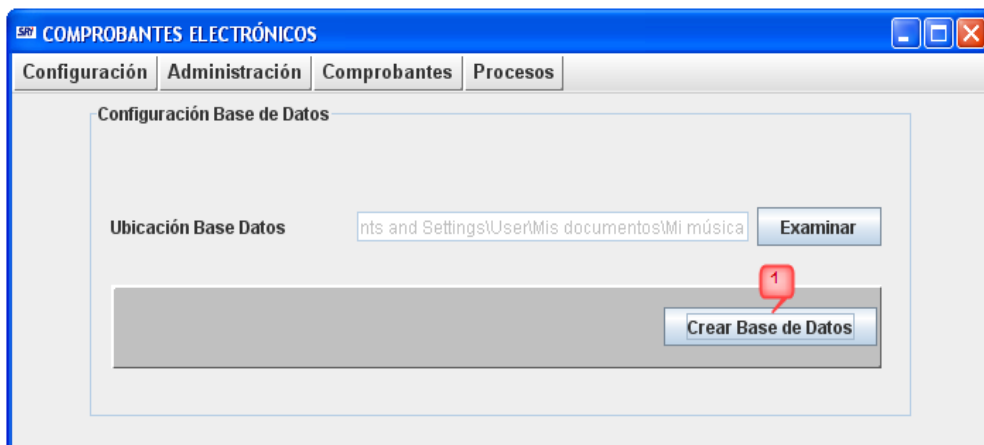 SRI COMPROBANTES ELECTRÓNICOS
Configuración Administración Comprobantes Procesos
Configuración Base de Datos
Ubicación Base Datos nts and Settings\User\Mis documentos\Mi música Examinar
1
Crear Base de Datos